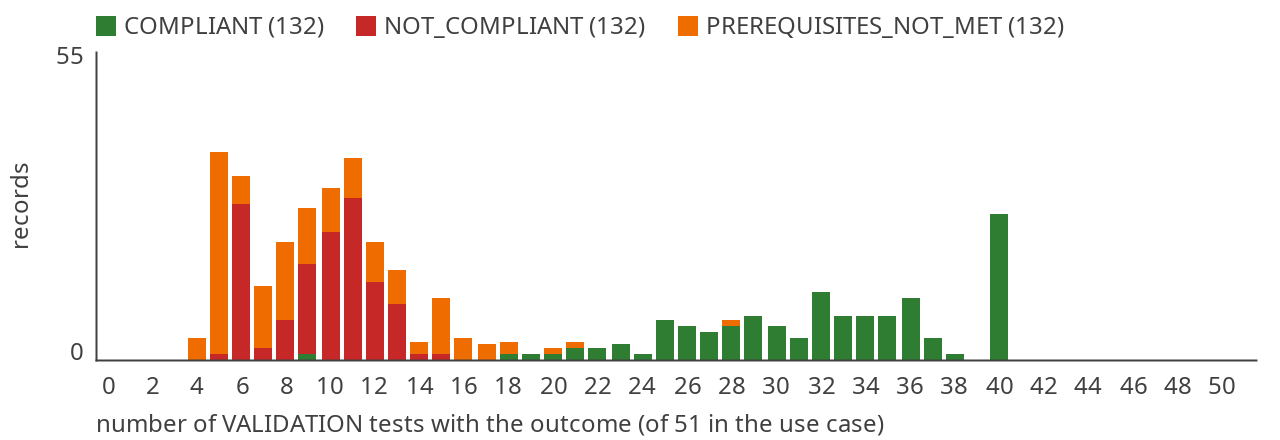 COMPLIANT (132) NOT_COMPLIANT (132) PREREQUISITES_NOT_MET (132)
55
records
0
0 2 4 6 8 10 12 14 16 18 20 22 24 26 28 30 32 34 36 38 40 42 44 46 48 50
number of VALIDATION tests with the outcome (of 51 in the use case)